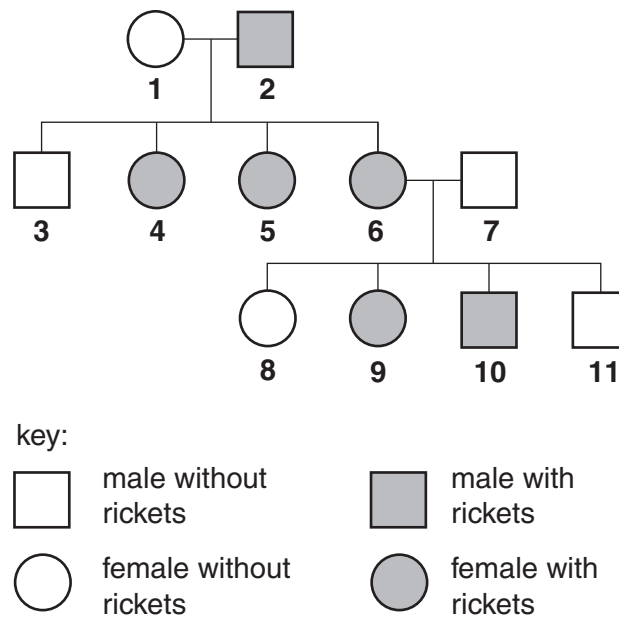 1 2
3 4 5 6 7
8 9 10 11
key:
male without
rickets
male with
rickets
female without
rickets
female with
rickets